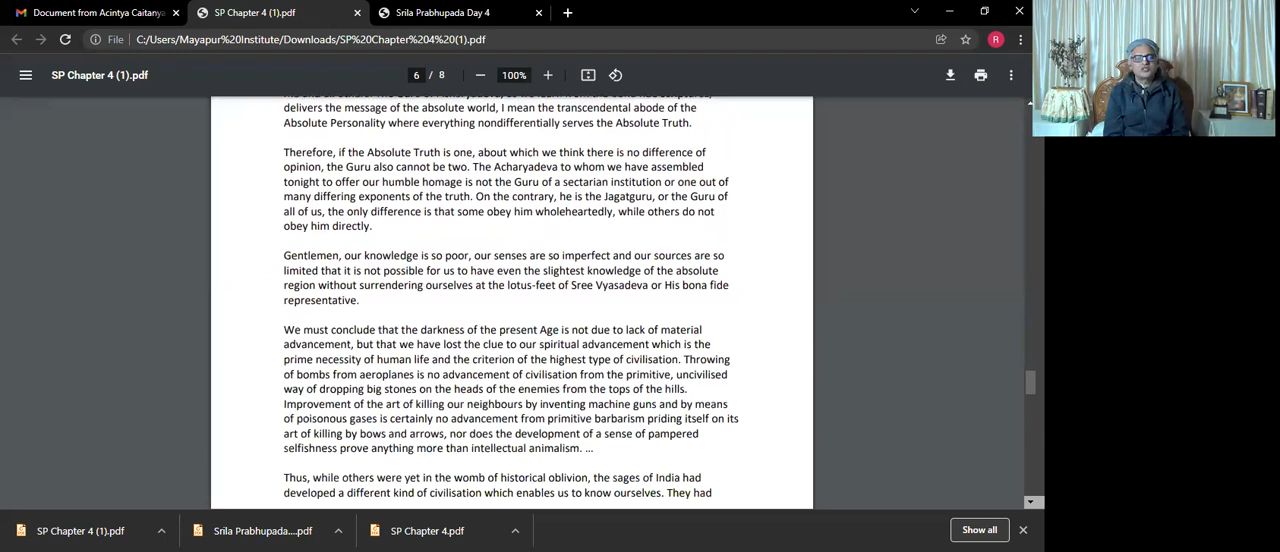 Document from Acintya Caitanya
SP Chapter 4 (1).pdf
Srila Prabhupada Day 4
File
C:/Users/Mayapur%20Institute/Downloads/SP%20Chapter%204%20(1).pdf
R
SP Chapter 4 (1).pdf
6 / 8
100%
delivers the message of the absolute world, I mean the transcendental abode of the
Absolute Personality where everything nondifferentially serves the Absolute Truth.
Therefore, if the Absolute Truth is one, about which we think there is no difference of
opinion, the Guru also cannot be two. The Acharyadeva to whom we have assembled
tonight to offer our humble homage is not the Guru of a sectarian institution or one out of
many differing exponents of the truth. On the contrary, he is the Jagatguru, or the Guru of
all of us, the only difference is that some obey him wholeheartedly, while others do not
obey him directly.
Gentlemen, our knowledge is so poor, our senses are so imperfect and our sources are so
limited that it is not possible for us to have even the slightest knowledge of the absolute
region without surrendering ourselves at the lotus-feet of Sree Vyasadeva or His bona fide
representative.
We must conclude that the darkness of the present Age is not due to lack of material
advancement, but that we have lost the clue to our spiritual advancement which is the
prime necessity of human life and the criterion of the highest type of civilisation. Throwing
of bombs from aeroplanes is no advancement of civilisation from the primitive, uncivilised
way of dropping big stones on the heads of the enemies from the tops of the hills.
Improvement of the art of killing our neighbours by inventing machine guns and by means
of poisonous gases is certainly no advancement from primitive barbarism priding itself on its
art of killing by bows and arrows, nor does the development of a sense of pampered
selfishness prove anything more than intellectual animalism. ...
Thus, while others were yet in the womb of historical oblivion, the sages of India had
developed a different kind of civilisation which enables us to know ourselves. They had
SP Chapter 4 (1).pdf
Srila Prabhupada....pdf
SP Chapter 4.pdf
Show all